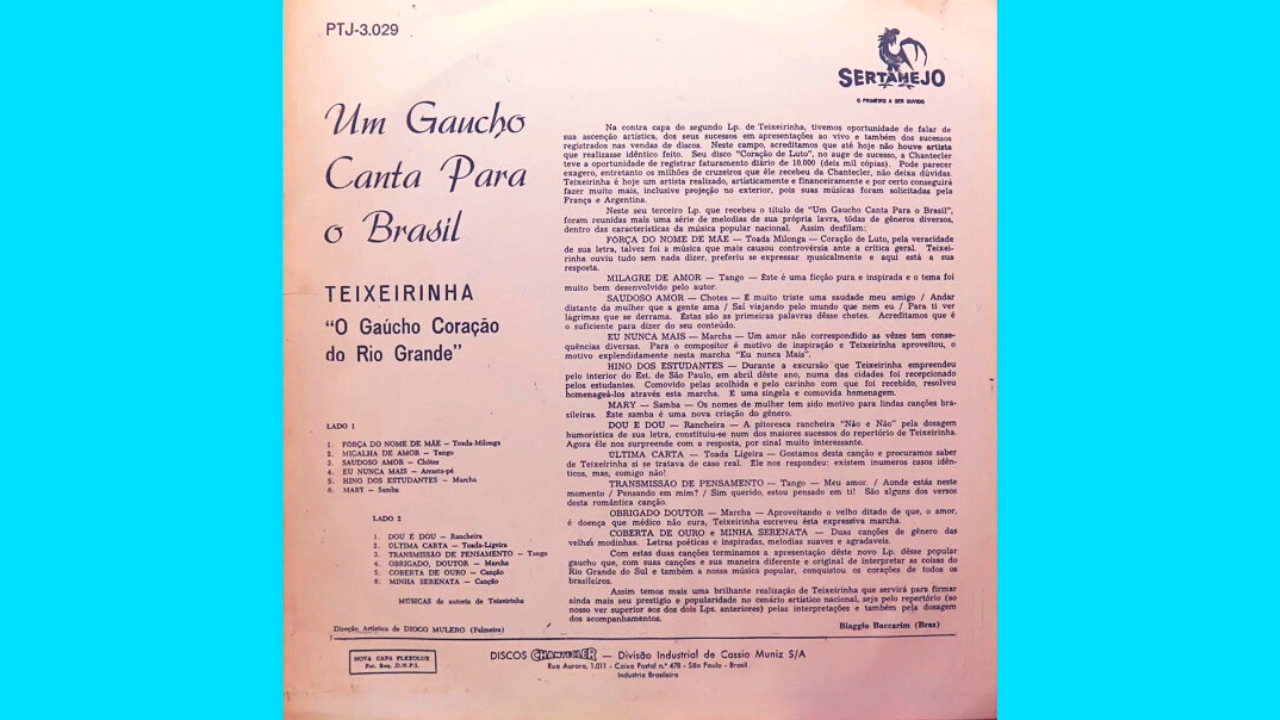 PTJ-3.029
SERTANEJO
O PRIMEIRO A SER OUVIDO
Um Gaucho
Canta Para
o Brasil
TEIXEIRINHA
"O Gaúcho Coração
do Rio Grande"
LADO 1
1. FÔRÇA DO NOME DE MÃE — Toada-Milonga
2. MIGALHA DE AMOR — Tango
3. SAUDOSO AMOR — Chótes
4. EU NUNCA MAIS — Arrasta-pé
5. HINO DOS ESTUDANTES — Marcha
6. MARY — Samba
LADO 2
1. DOU E DOU — Rancheira
2. ÚLTIMA CARTA — Toada-Ligeira
3. TRANSMISSÃO DE PENSAMENTO — Tango
4. OBRIGADO, DOUTOR — Marcha
5. COBERTA DE OURO — Canção
6. MINHA SERENATA — Canção
MÚSICAS de autoria de Teixeirinha
Direção Artística de DIOGO MULERO (Palmeira)
Na contra capa do segundo Lp. de Teixeirinha, tivemos oportunidade de falar de
sua ascenção artística, dos seus sucessos em apresentações ao vivo e também dos sucessos
registrados nas vendas de discos. Neste campo, acreditamos que até hoje não houve artista
que realizasse idêntico feito. Seu disco "Coração de Luto", no auge de sucesso, a Chantecler
teve a oportunidade de registrar faturamento diário de 10.000 (deis mil cópias). Pode parecer
exagero, entretanto os milhões de cruzeiros que êle recebeu da Chantecler, não deixa dúvidas.
Teixeirinha é hoje um artista realizado, artísticamente e financeiramente e por certo conseguirá
fazer muito mais, inclusive projeção no exterior, pois suas músicas foram solicitadas pela
França e Argentina.
Neste seu terceiro Lp. que recebeu o título de "Um Gaucho Canta Para o Brasil",
foram reunidas mais uma série de melodias de sua própria lavra, tôdas de gêneros diversos,
dentro das características da música popular nacional. Assim desfilam:
FÔRÇA DO NOME DE MÃE — Toada Milonga — Coração de Luto, pela veracidade
de sua letra, talvez foi a música que mais causou controvérsia ante a crítica geral. Teixei-
rinha ouviu tudo sem nada dizer, preferiu se expressar musicalmente e aqui está a sua
resposta.
MILAGRE DE AMOR — Tango — Êste é uma ficção pura e inspirada e o tema foi
muito bem desenvolvido pelo autor.
SAUDOSO AMOR — Chotes — É muito triste uma saudade meu amigo / Andar
distante da mulher que a gente ama / Saí viajando pelo mundo que nem eu / Para ti ver
lágrimas que se derrama. Éstas são as primeiras palavras dêsse chotes. Acreditamos que é
o suficiente para dizer do seu conteúdo.
EU NUNCA MAIS — Marcha — Um amor não correspondido as vêzes tem conse-
quências diversas. Para o compositor é motivo de inspiração e Teixeirinha aproveitou, o
motivo explendidamente nesta marcha "Eu nunca Mais".
HINO DOS ESTUDANTES — Durante a excursão que Teixeirinha empreendeu
pelo interior do Est. de São Paulo, em abril dêste ano, numa das cidades foi recepcionado
pelos estudantes. Comovido pelas acolhida e pelo carinho com que foi recebido, resolveu
homenageá-los através esta marcha. É uma singela e comovida homenagem.
MARY — Samba — Os nomes de mulher tem sido motivo para lindas canções bra-
sileiras. Êste samba é uma nova criação do gênero.
DOU E DOU — Rancheira — A pitoresca rancheira "Não e Não" pela dosagem
humoristica de sua letra, constituiu-se num dos maiores sucessos do repertório de Teixeirinha.
Agora êle nos surpreende com a resposta, por sinal muito interessante.
ÚLTIMA CARTA — Toada Ligeira — Gostamos desta canção e procuramos saber
de Teixeirinha si se tratava de caso real. Ele nos respondeu: existem inumeros casos idên-
ticos, mas, comigo não!
TRANSMISSÃO DE PENSAMENTO — Tango — Meu amor. / Aonde estás neste
momento / Pensando em mim? / Sim querido, estou pensado em ti! São alguns dos versos
desta romântica canção.
OBRIGADO DOUTOR — Marcha — Aproveitando o velho ditado de que, o amor,
é doença que médico não cura, Teixeirinha escreveu ésta expressiva marcha.
COBERTA DE OURO e MINHA SERENATA — Duas canções de gênero das
velhas modinhas. Letras poéticas e inspiradas, melodias suaves e agradaveis.
Com estas duas canções terminamos a apresentação dêste novo Lp. dêsse popular
gaucho que, com suas canções e sua maneira diferente e original de interpretar as coisas do
Rio Grande do Sul e também a nossa música popular, conquistou os corações de todos os
brasileiros.
Assim temos mais uma brilhante realização de Teixeirinha que servirá para firmar
ainda mais seu prestigio e popularidade no cenário artístico nacional, seja pelo repertório (ao
nosso ver superior aos dos dois Lps. anteriores) pelas interpretações e também pela dosagem
dos acompanhamentos.
Biaggio Baccarim (Braz)
NOVA CAPA FLEXOLUX
Pat. Req. D.N.P.I.
DISCOS CHANTECLER — Divisão Industrial de Cassio Muniz S/A
Rua Aurora, 1.011 - Caixa Postal n.º 478 - São Paulo - Brasil
Industria Brasileira